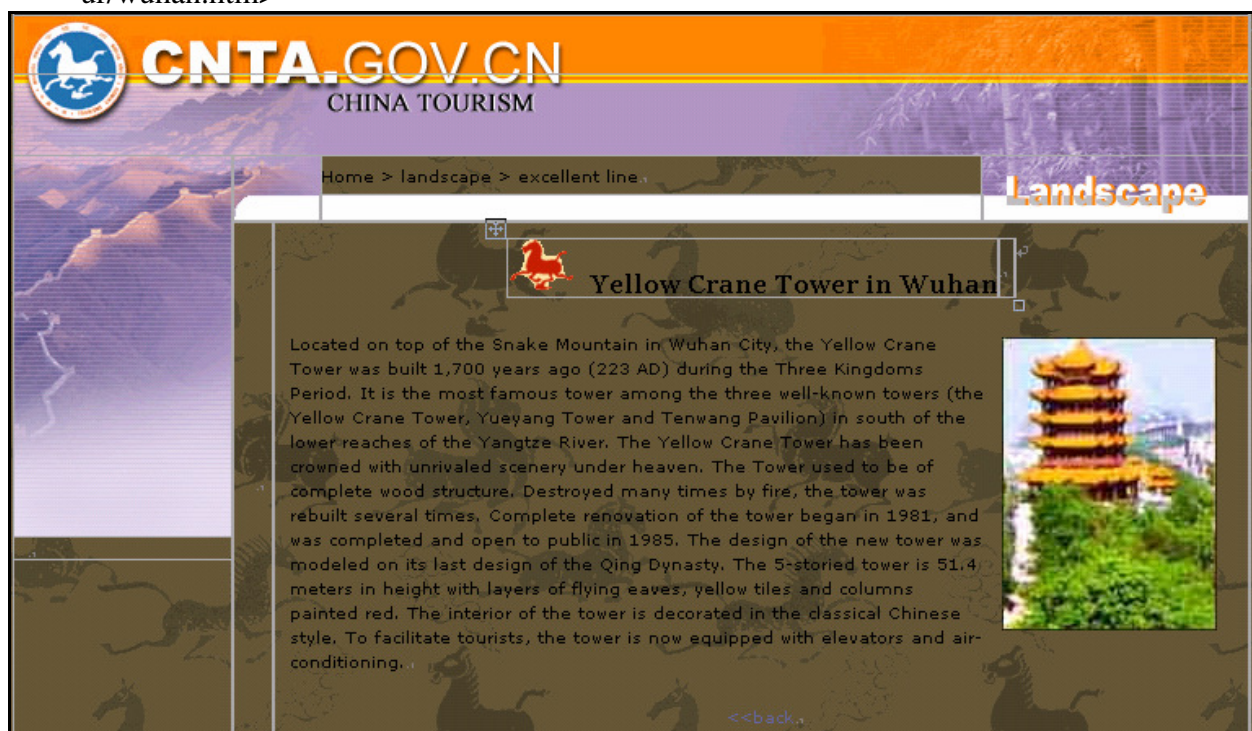 ur/wuhan.htm>
CNTA.GOV.CN
CHINA TOURISM
Home > landscape > excellent line
Landscape
Yellow Crane Tower in Wuhan
Located on top of the Snake Mountain in Wuhan City, the Yellow Crane
Tower was built 1,700 years ago (223 AD) during the Three Kingdoms
Period. It is the most famous tower among the three well-known towers (the
Yellow Crane Tower, Yueyang Tower and Tenwang Pavilion) in south of the
lower reaches of the Yangtze River. The Yellow Crane Tower has been
crowned with unrivaled scenery under heaven. The Tower used to be of
complete wood structure. Destroyed many times by fire, the tower was
rebuilt several times. Complete renovation of the tower began in 1981, and
was completed and open to public in 1985. The design of the new tower was
modeled on its last design of the Qing Dynasty. The 5-storied tower is 51.4
meters in height with layers of flying eaves, yellow tiles and columns
painted red. The interior of the tower is decorated in the classical Chinese
style. To facilitate tourists, the tower is now equipped with elevators and air-
conditioning.
<<back